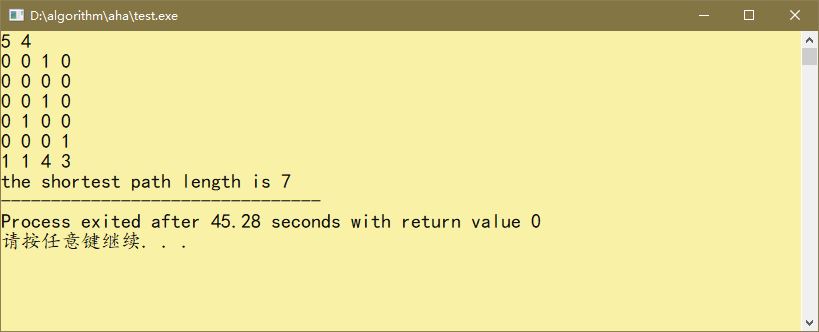 D:\algorithm\aha\test.exe
5 4
0 0 1 0
0 0 0 0
0 0 1 0
0 1 0 0
0 0 0 1
1 1 4 3
the shortest path length is 7
--------------------------------
Process exited after 45.28 seconds with return value 0
请按任意键继续. . .